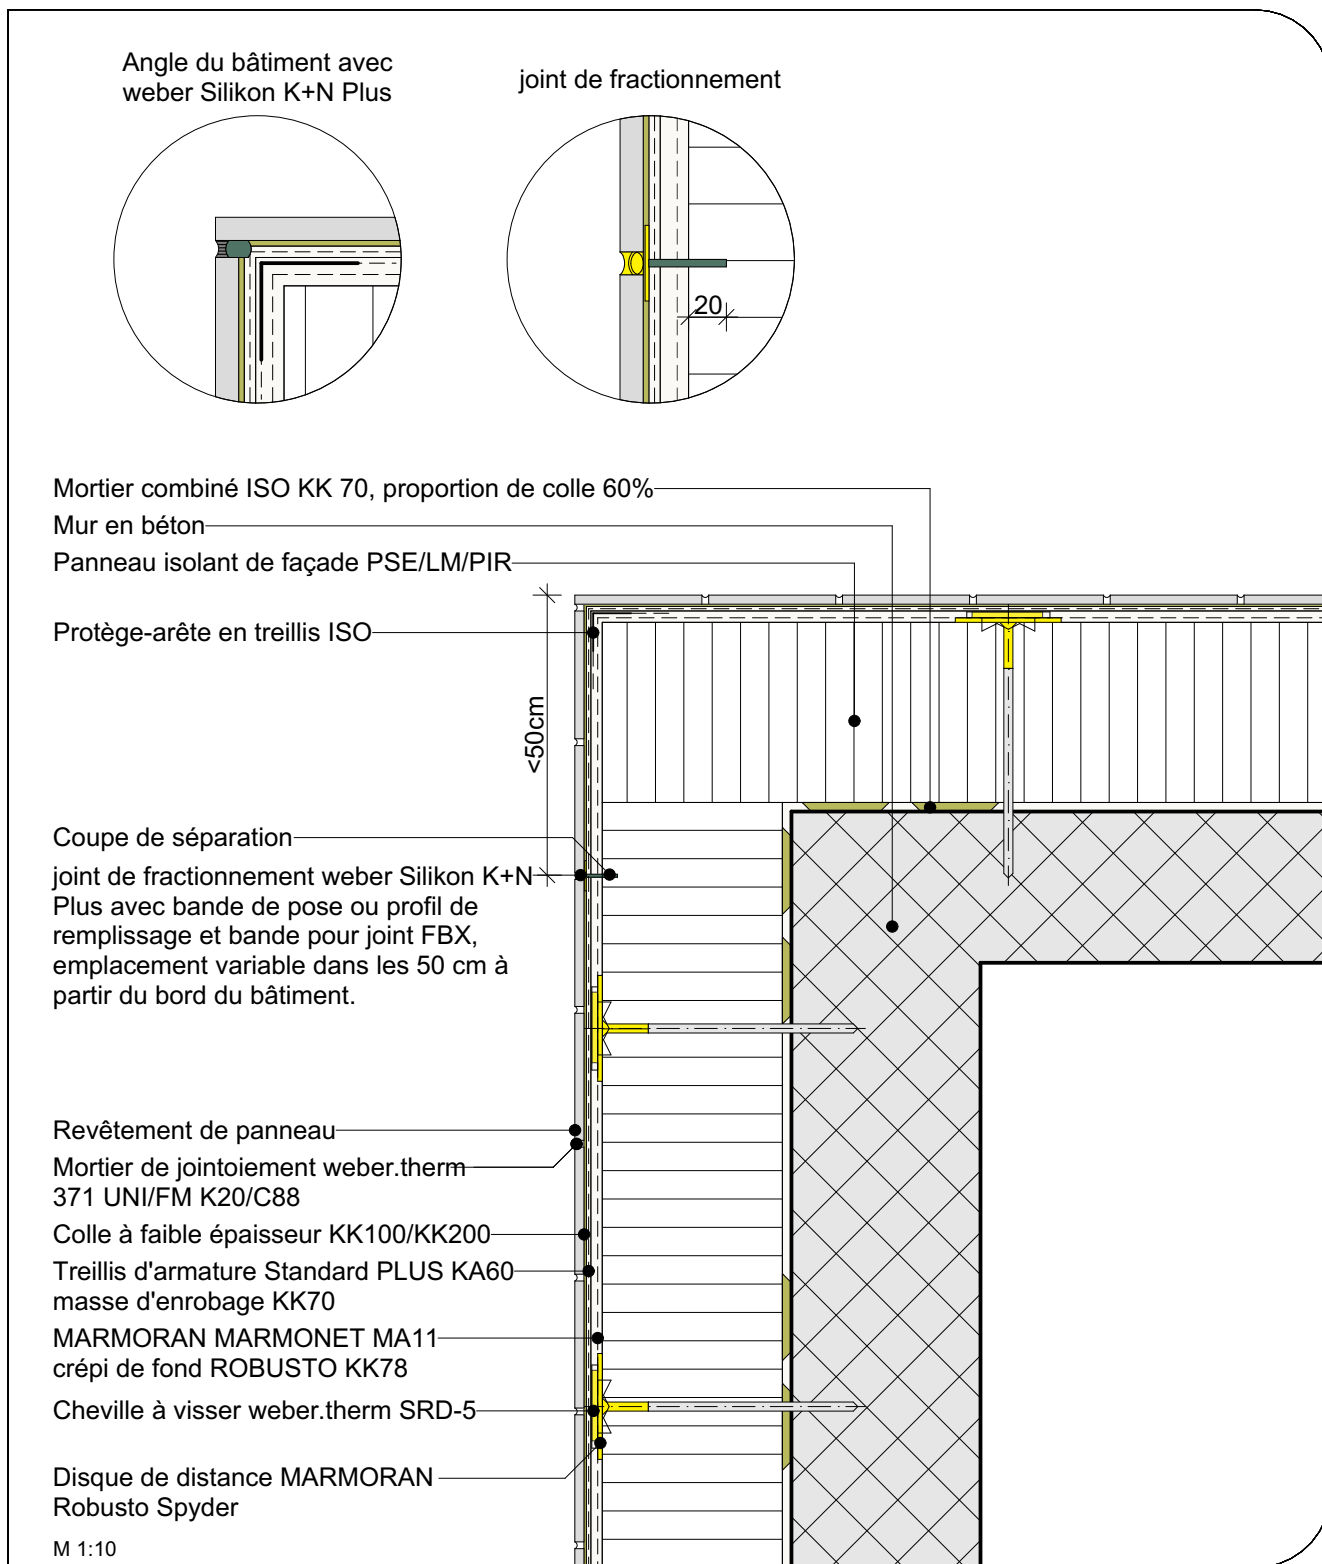 Angle du bâtiment avec
weber Silikon K+N Plus
joint de fractionnement
20
Mortier combiné ISO KK 70, proportion de colle 60%
Mur en béton
Panneau isolant de façade PSE/LM/PIR
Protège-arête en treillis ISO
<50cm
Coupe de séparation
joint de fractionnement weber Silikon K+N
Plus avec bande de pose ou profil de
remplissage et bande pour joint FBX,
emplacement variable dans les 50 cm à
partir du bord du bâtiment.
Revêtement de panneau
Mortier de jointoiement weber.therm
371 UNI/FM K20/C88
Colle à faible épaisseur KK100/KK200
Treillis d'armature Standard PLUS KA60
masse d'enrobage KK70
MARMORAN MARMONET MA11
crépi de fond ROBUSTO KK78
Cheville à visser weber.therm SRD-5
Disque de distance MARMORAN
Robusto Spyder
M 1:10